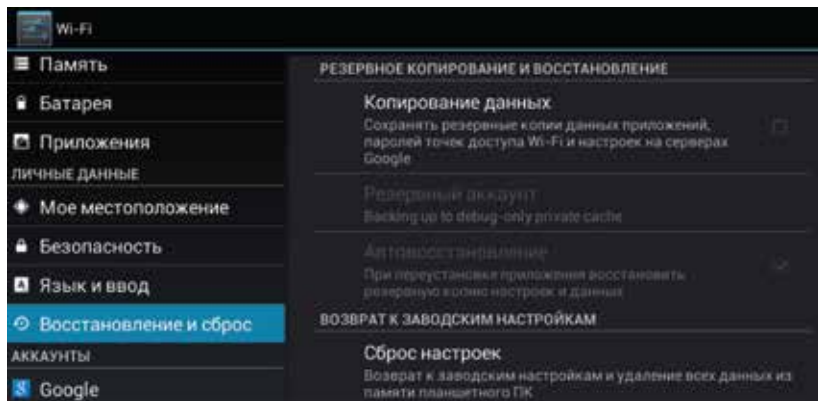 Wi-Fi
Память
Батарея
Приложения
ЛИЧНЫЕ ДАННЫЕ
Мое местоположение
Безопасность
Язык и ввод
Восстановление и сброс
АККАУНТЫ
Google
РЕЗЕРВНОЕ КОПИРОВАНИЕ И ВОССТАНОВЛЕНИЕ
Копирование данных
Сохранять резервные копии данных приложений,
паролей точек доступа Wi-Fi и настроек на серверах
Google
Резервный аккаунт
Backing up to debug-only private cache
Автовосстановление
При переустановке приложения восстановить
резервную копию настроек и данных
ВОЗВРАТ К ЗАВОДСКИМ НАСТРОЙКАМ
Сброс настроек
Возврат к заводским настройкам и удаление всех данных из
памяти планшетного ПК